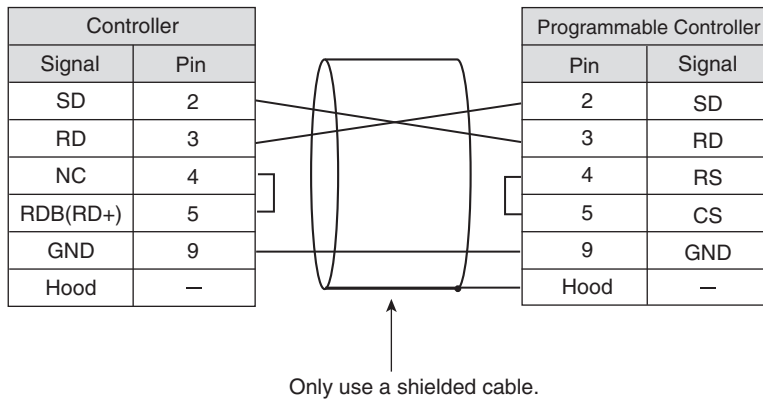 Controller Programmable Controller
Signal Pin Pin Signal
SD 2 2 SD
RD 3 3 RD
NC 4 4 RS
RDB(RD+) 5 5 CS
GND 9 9 GND
Hood — Hood —
Only use a shielded cable.